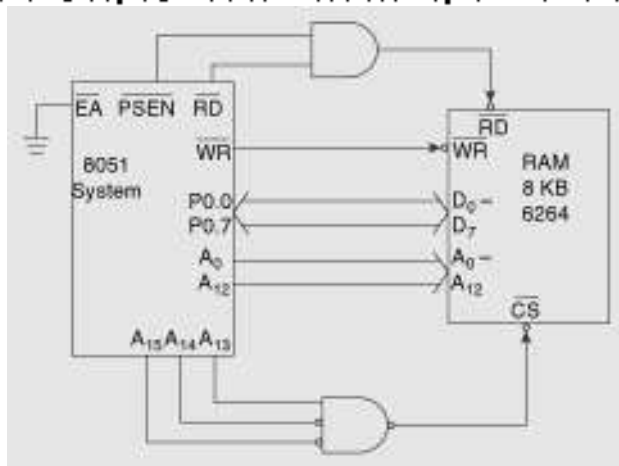 EA PSEN RD
WR
8051
System
P0.0
P0.7
A0
A12
A15 A14 A13
RD
WR
RAM
8 KB
6264
D0 –
D7
A0 –
A12
CS